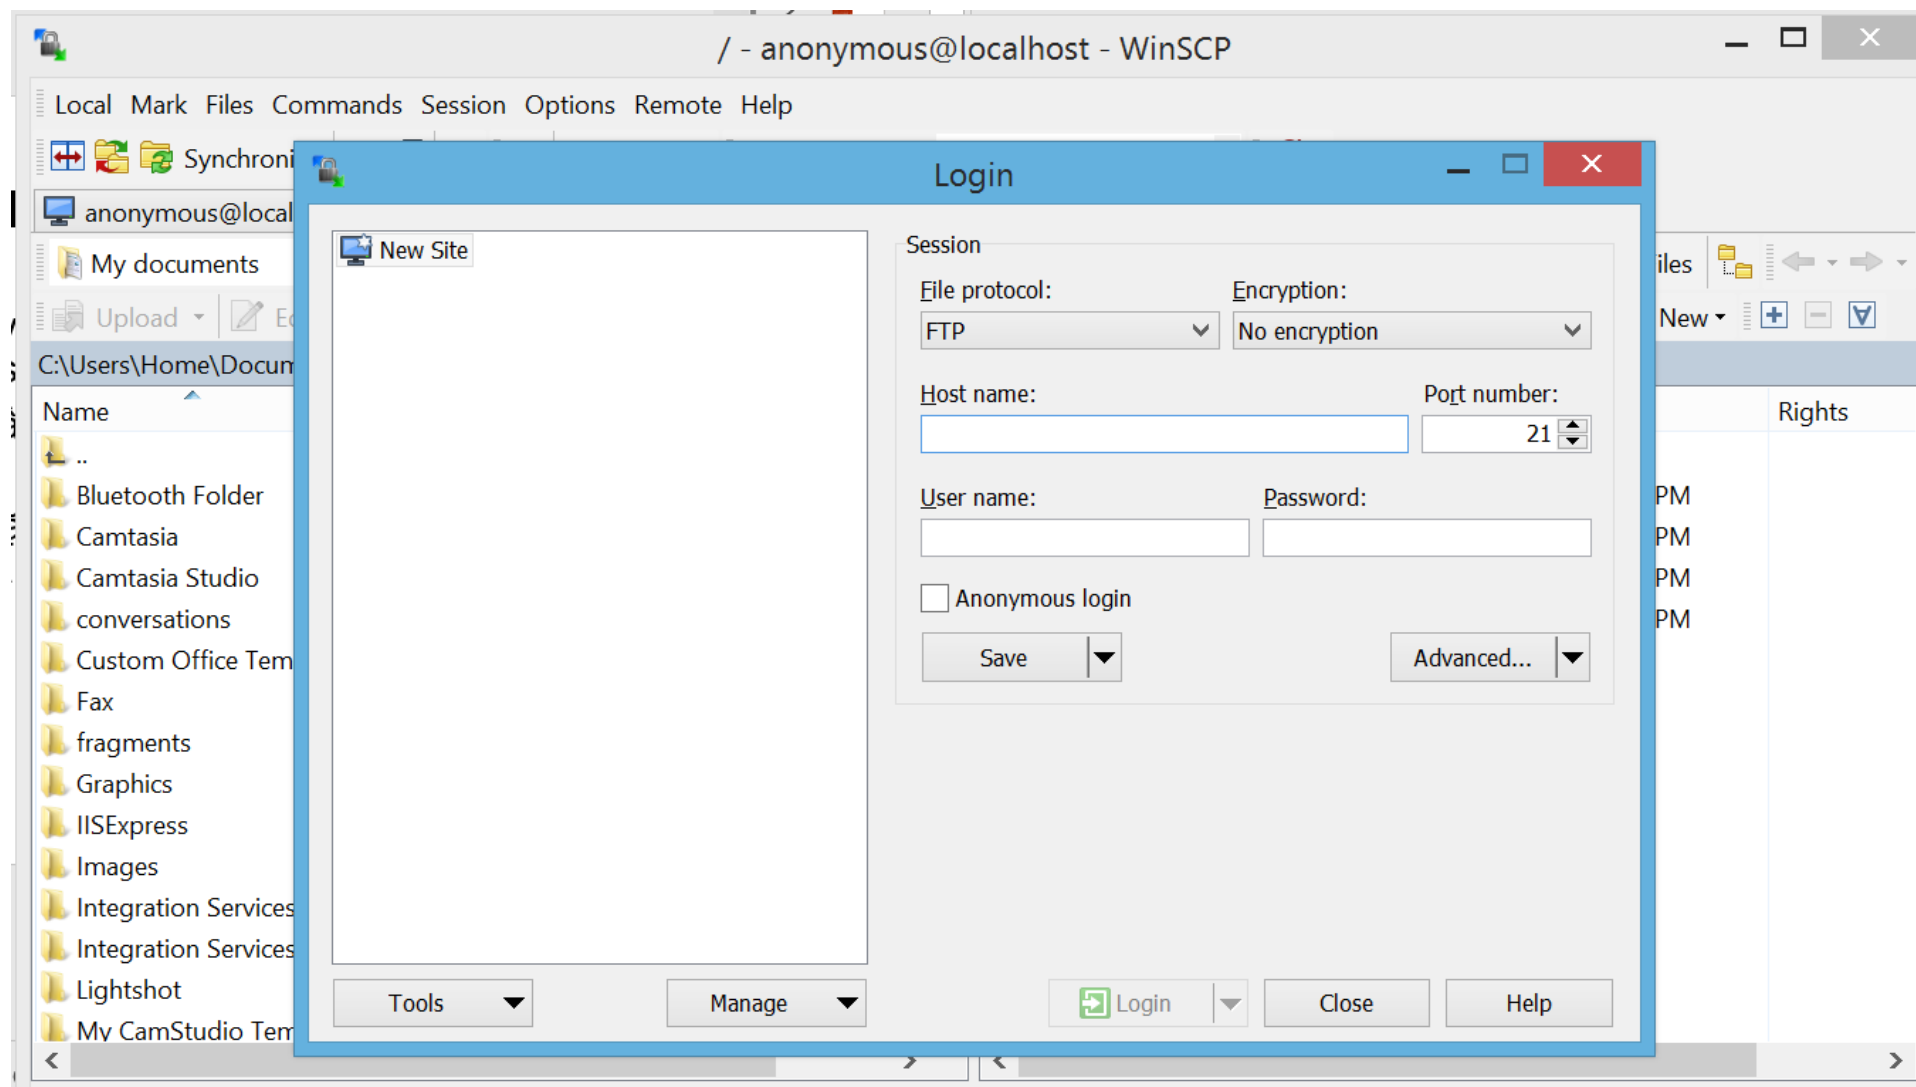 / - anonymous@localhost - WinSCP
Local Mark Files Commands Session Options Remote Help
Synchroni
anonymous@local
My documents
Upload
C:\Users\Home\Docum
Name
..
Bluetooth Folder
Camtasia
Camtasia Studio
conversations
Custom Office Tem
Fax
fragments
Graphics
IISExpress
Images
Integration Services
Integration Services
Lightshot
My CamStudio Tem
Login
New Site
Session
File protocol: Encryption:
FTP No encryption
Host name: Port number:
21
User name: Password:
Anonymous login
Save Advanced...
Tools Manage Login Close Help
iles
New
Rights
PM
PM
PM
PM